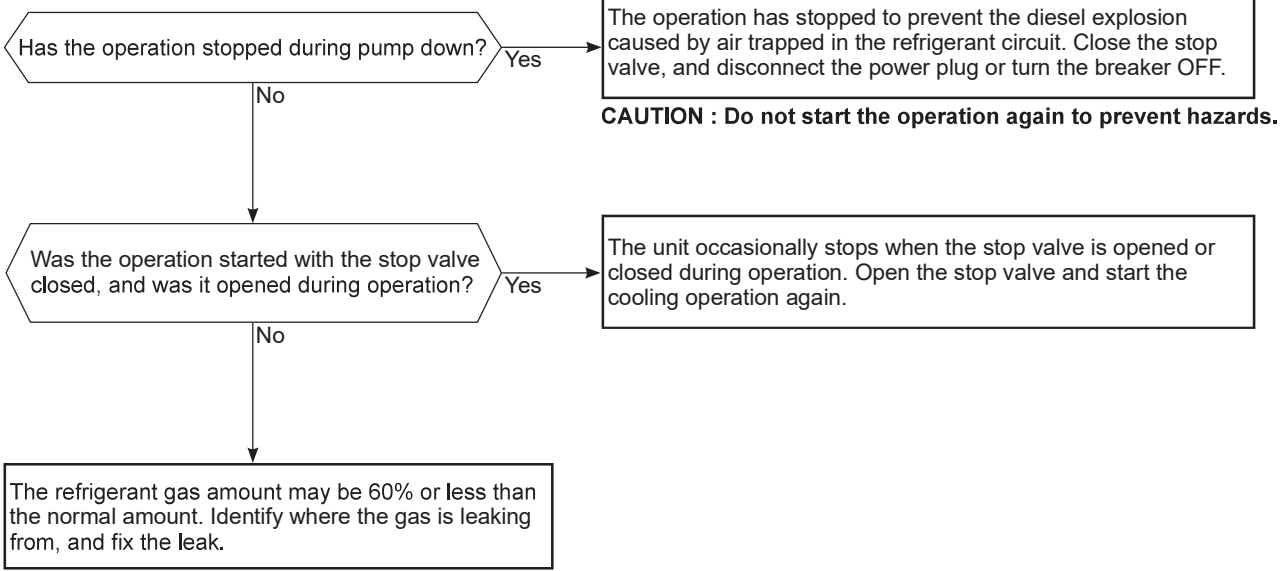 Has the operation stopped during pump down?
Yes
The operation has stopped to prevent the diesel explosion
caused by air trapped in the refrigerant circuit. Close the stop
valve, and disconnect the power plug or turn the breaker OFF.
CAUTION : Do not start the operation again to prevent hazards.
No
Was the operation started with the stop valve
closed, and was it opened during operation?
Yes
The unit occasionally stops when the stop valve is opened or
closed during operation. Open the stop valve and start the
cooling operation again.
No
The refrigerant gas amount may be 60% or less than
the normal amount. Identify where the gas is leaking
from, and fix the leak.